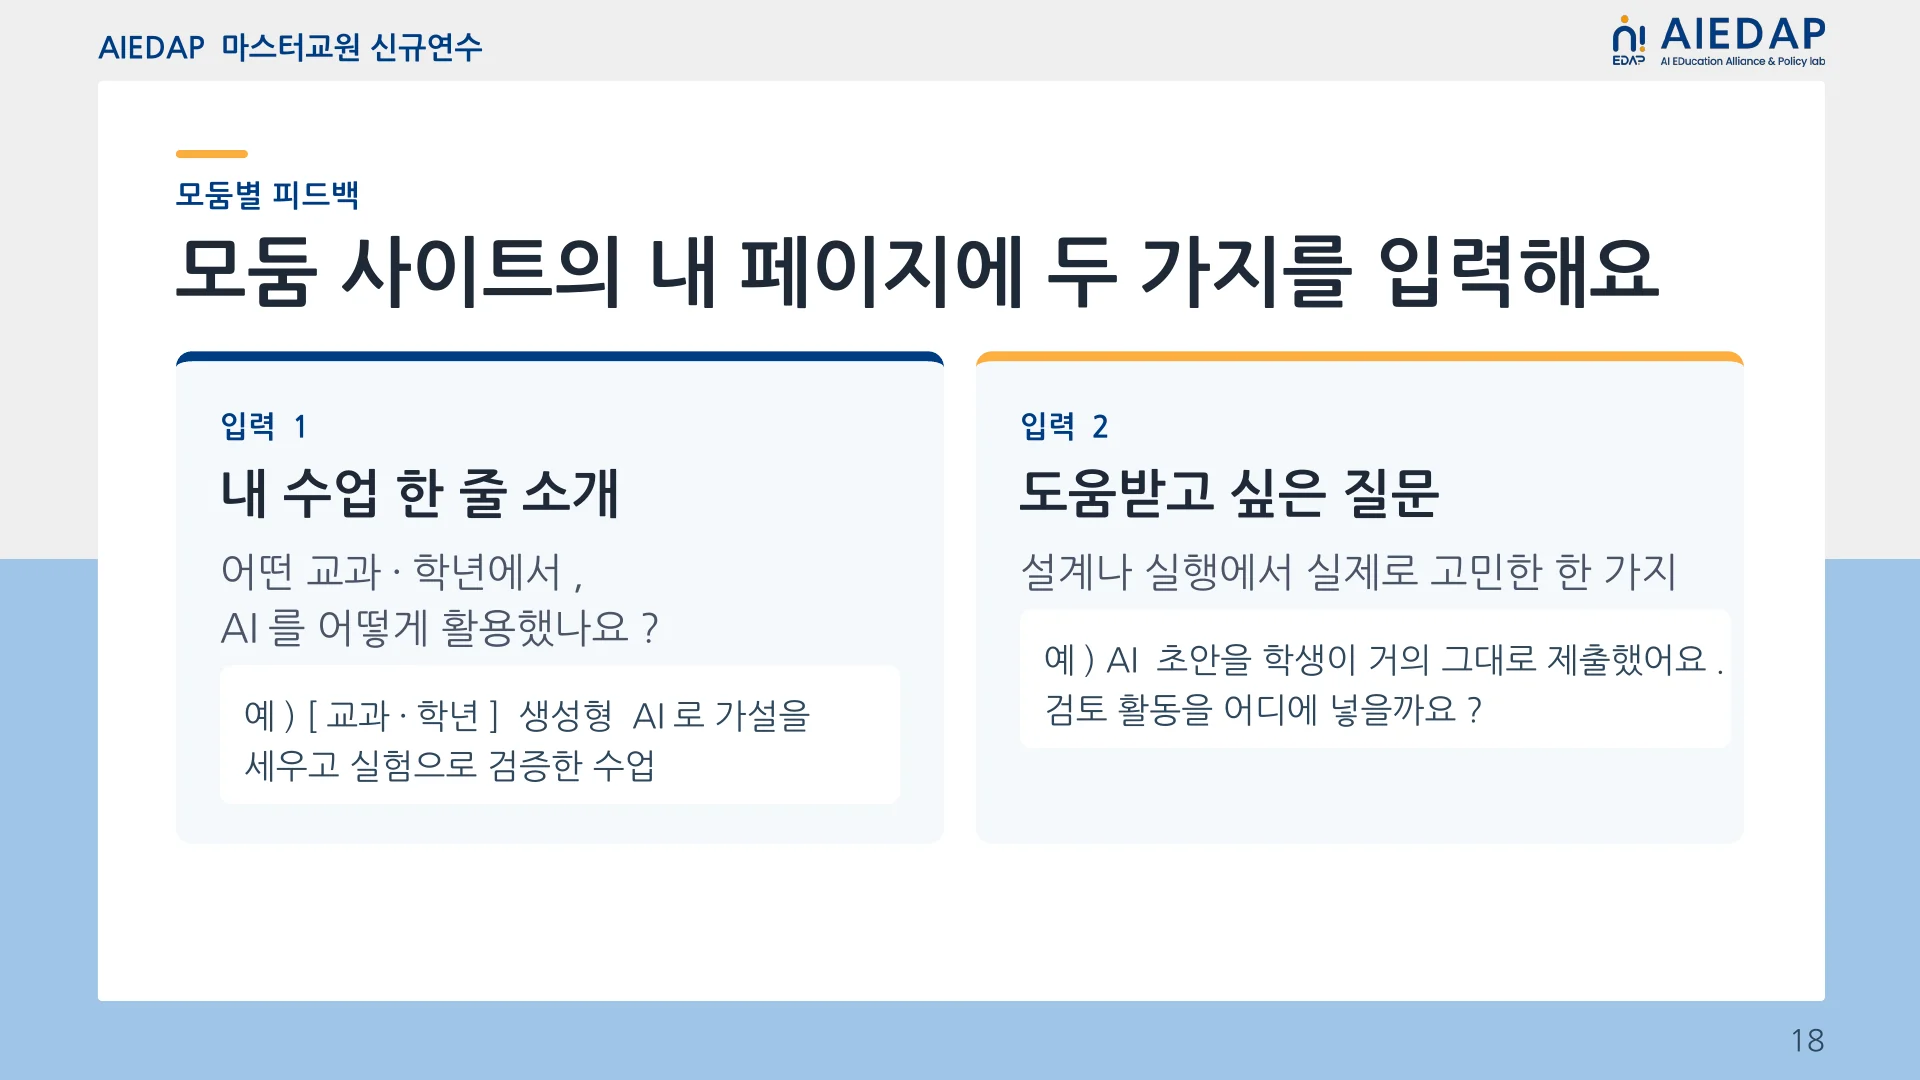 AIEDAP 마스터교원 신규연수
EDAP
AIEDAP
AI EDucation Alliance & Policy lab
모둠별 피드백
모둠 사이트의 내 페이지에 두 가지를 입력해요
입력 1
내 수업 한 줄 소개
어떤 교과·학년에서,
AI를 어떻게 활용했나요?
예) [교과·학년] 생성형 AI로 가설을
세우고 실험으로 검증한 수업
입력 2
도움받고 싶은 질문
설계나 실행에서 실제로 고민한 한 가지
예) AI 초안을 학생이 거의 그대로 제출했어요.
검토 활동을 어디에 넣을까요?
18